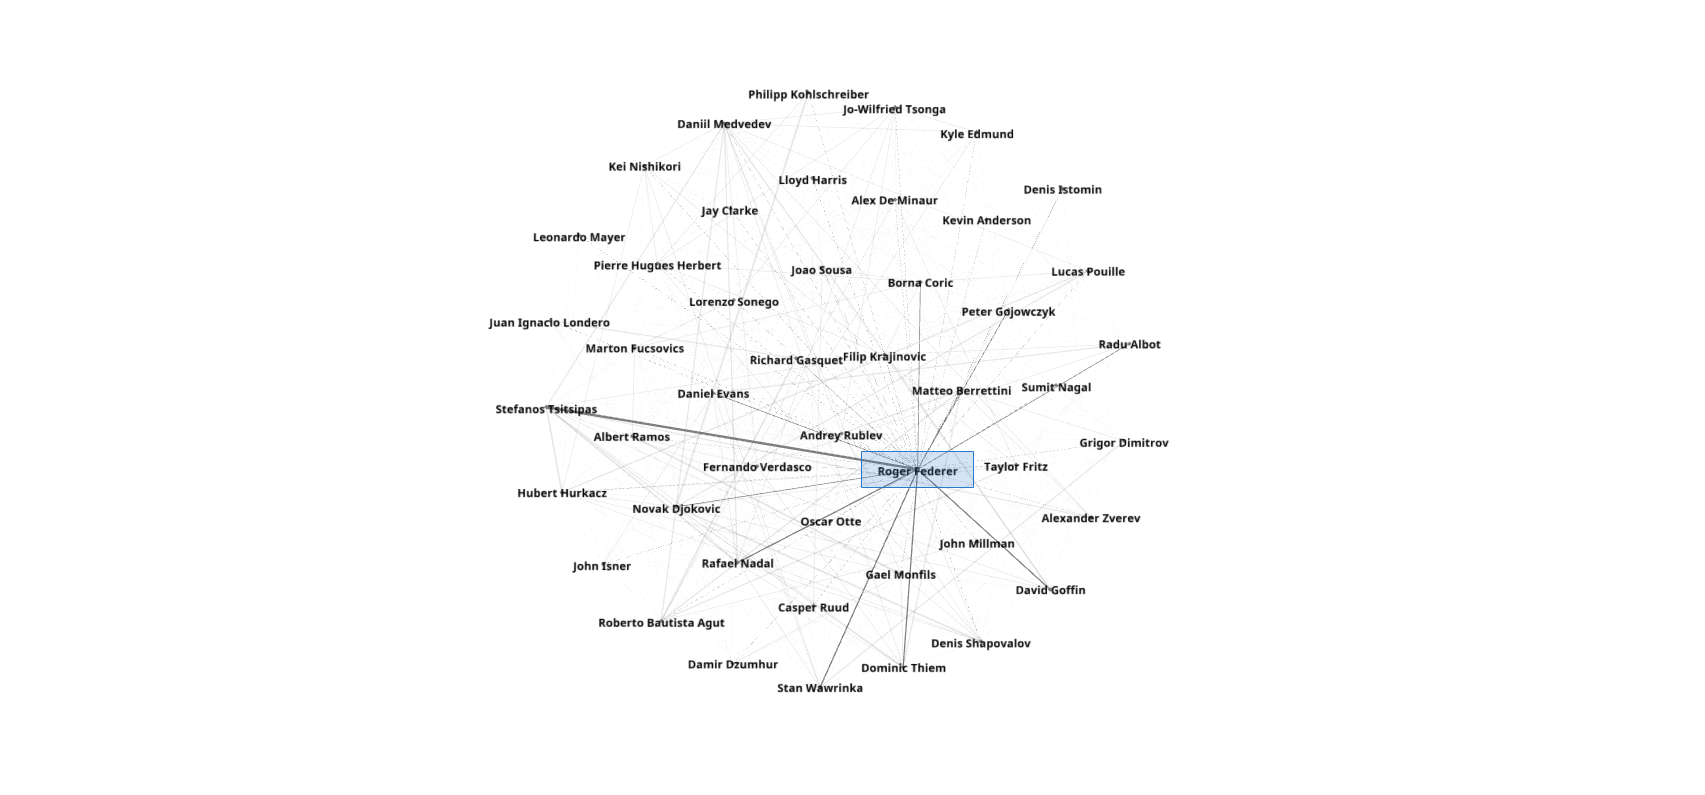 Philipp Kohlschreiber
Jo-Wilfried Tsonga
Daniil Medvedev
Kyle Edmund
Kei Nishikori
Lloyd Harris
Denis Istomin
Alex De Minaur
Jay Clarke
Kevin Anderson
Leonardo Mayer
Pierre Hugues Herbert
Joao Sousa
Lucas Pouille
Borna Coric
Lorenzo Sonego
Peter Gojowczyk
Juan Ignacio Londero
Radu Albot
Marton Fucsovics
Richard Gasquet
Filip Krajinovic
Sumit Nagal
Matteo Berrettini
Daniel Evans
Stefanos Tsitsipas
Albert Ramos
Andrey Rublev
Grigor Dimitrov
Fernando Verdasco
Roger Federer
Taylor Fritz
Hubert Hurkacz
Novak Djokovic
Alexander Zverev
Oscar Otte
John Millman
Rafael Nadal
John Isner
Gael Monfils
David Goffin
Casper Ruud
Roberto Bautista Agut
Denis Shapovalov
Damir Dzumhur
Dominic Thiem
Stan Wawrinka